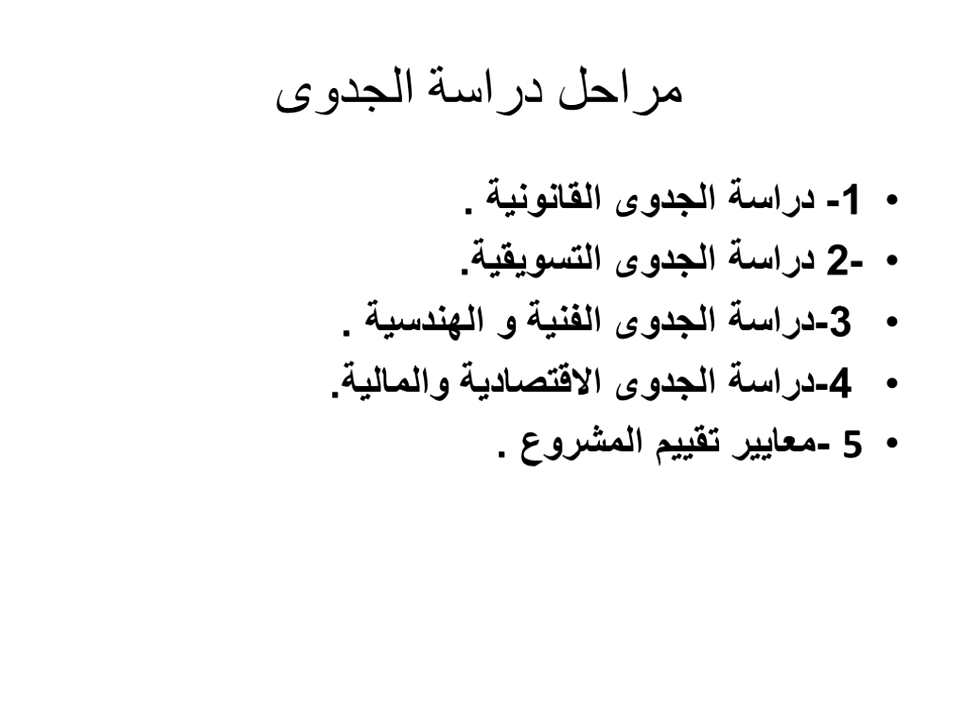 مراحل دراسة الجدوى
• 1- دراسة الجدوى القانونية .
• -2 دراسة الجدوى التسويقية.
• 3-دراسة الجدوى الفنية و الهندسية .
• 4-دراسة الجدوى الاقتصادية والمالية.
• 5 -معايير تقييم المشروع .